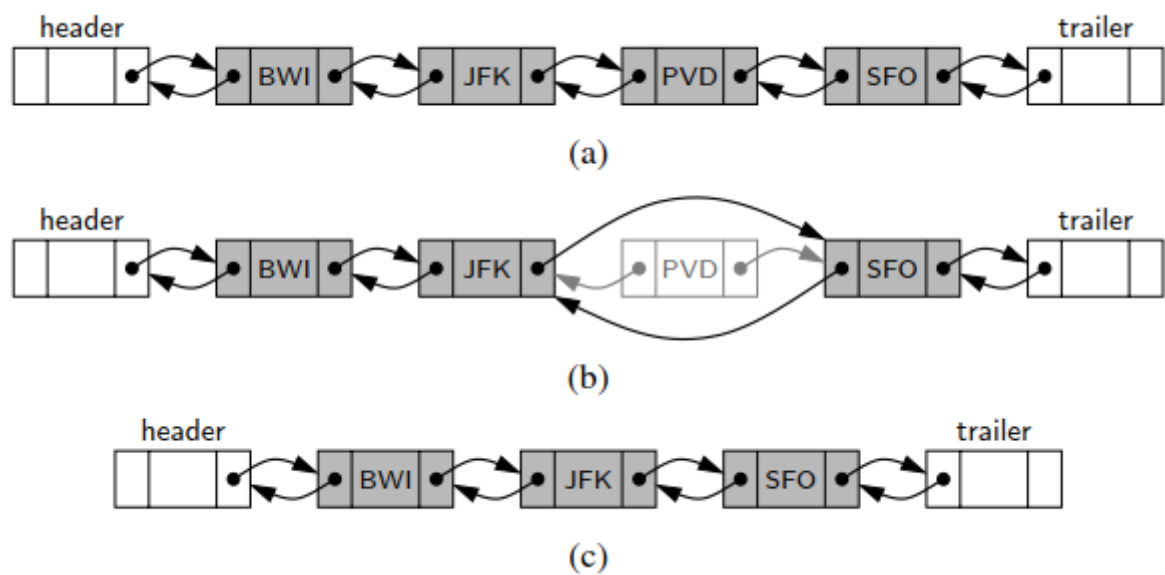 header trailer
BWI JFK PVD SFO
(a)
header trailer
BWI JFK PVD SFO
(b)
header trailer
BWI JFK SFO
(c)